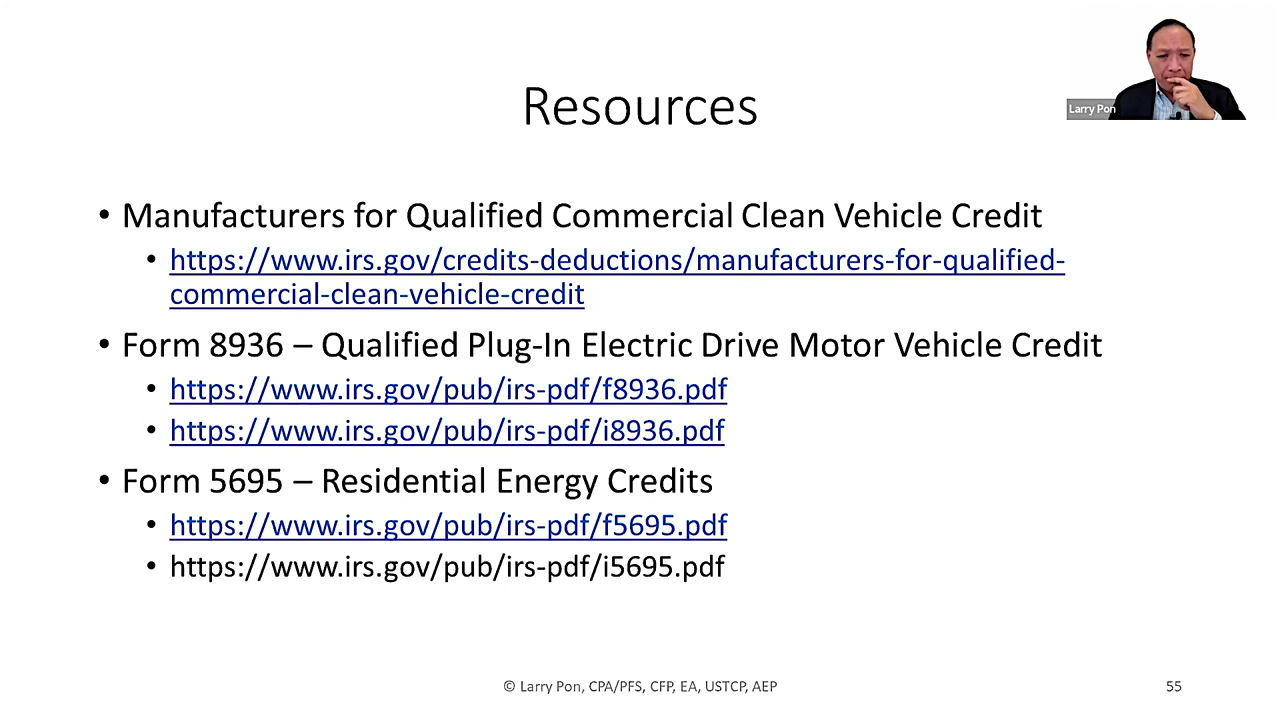 Larry Pon
Resources
• Manufacturers for Qualified Commercial Clean Vehicle Credit
• https://www.irs.gov/credits-deductions/manufacturers-for-qualified-
commercial-clean-vehicle-credit
• Form 8936 – Qualified Plug-In Electric Drive Motor Vehicle Credit
• https://www.irs.gov/pub/irs-pdf/f8936.pdf
• https://www.irs.gov/pub/irs-pdf/i8936.pdf
• Form 5695 – Residential Energy Credits
• https://www.irs.gov/pub/irs-pdf/f5695.pdf
• https://www.irs.gov/pub/irs-pdf/i5695.pdf
© Larry Pon, CPA/PFS, CFP, EA, USTCP, AEP
55